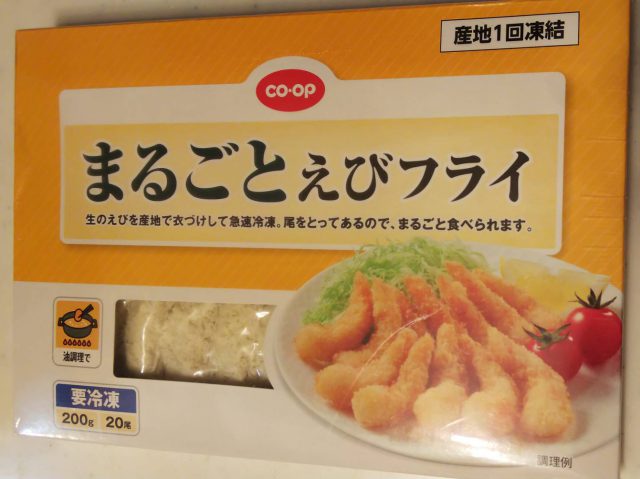 産地1回凍結
CO·OP
まるごとえびフライ
生のえびを産地で衣づけして急速冷凍。尾をとってあるので、まるごと食べられます。
油調理で
要冷凍
200g 20尾
調理例